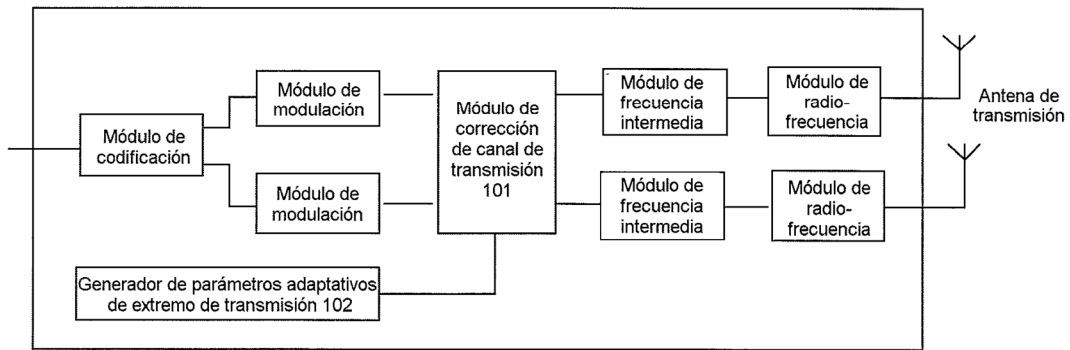 Módulo de
codificación
Módulo de
modulación
Módulo de
modulación
Módulo de
corrección
de canal de
transmisión
101
Módulo de
frecuencia
intermedia
Módulo de
radio-
frecuencia
Antena de
transmisión
Módulo de
frecuencia
intermedia
Módulo de
radio-
frecuencia
Generador de parámetros adaptativos
de extremo de transmisión 102